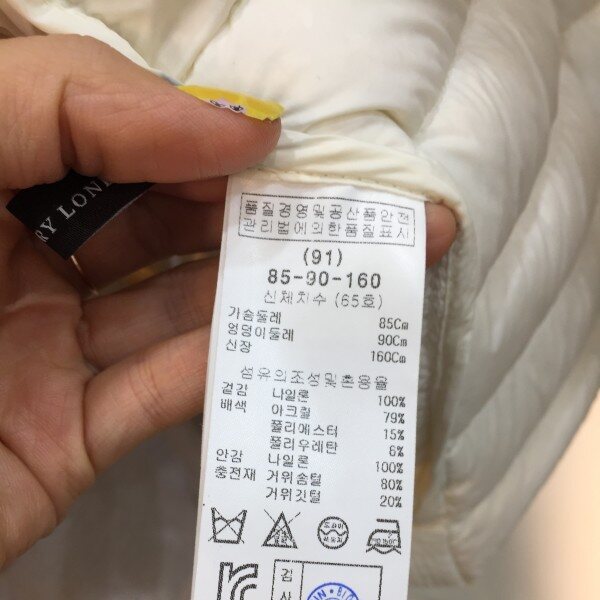 RY LON
품질경영및공산품안전
관리법에의한품질표시
(91)
85-90-160
신체치수 (65호)
가슴둘레 85Cm
엉덩이둘레 90Cm
신장 160Cm
섬유의조성및혼용율
겉감 나일론 100%
배색 아크릴 79%
폴리에스터 15%
폴리우레탄 6%
안감 나일론 100%
충전재 거위솜털 80%
거위깃털 20%
드라이
검